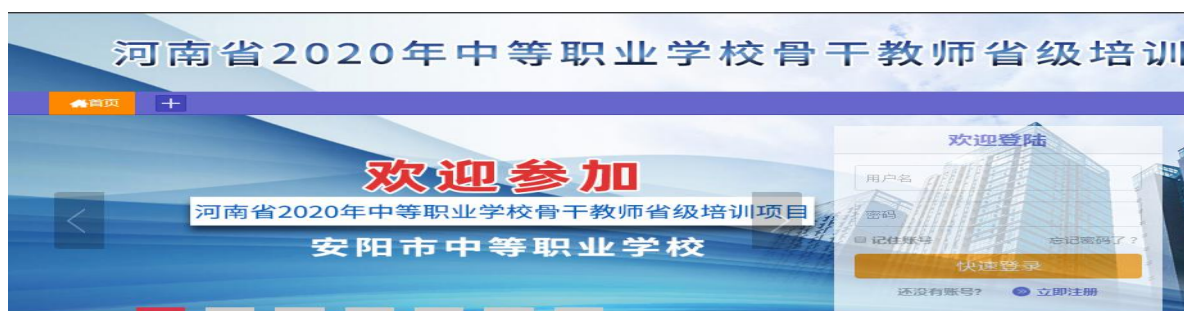 河南省2020年中等职业学校骨干教师省级培训
首页
欢迎登陆
欢迎参加
用户名
河南省2020年中等职业学校骨干教师省级培训项目
密码
安阳市中等职业学校
记住账号 忘记密码了?
快速登录
还没有账号? 立即注册